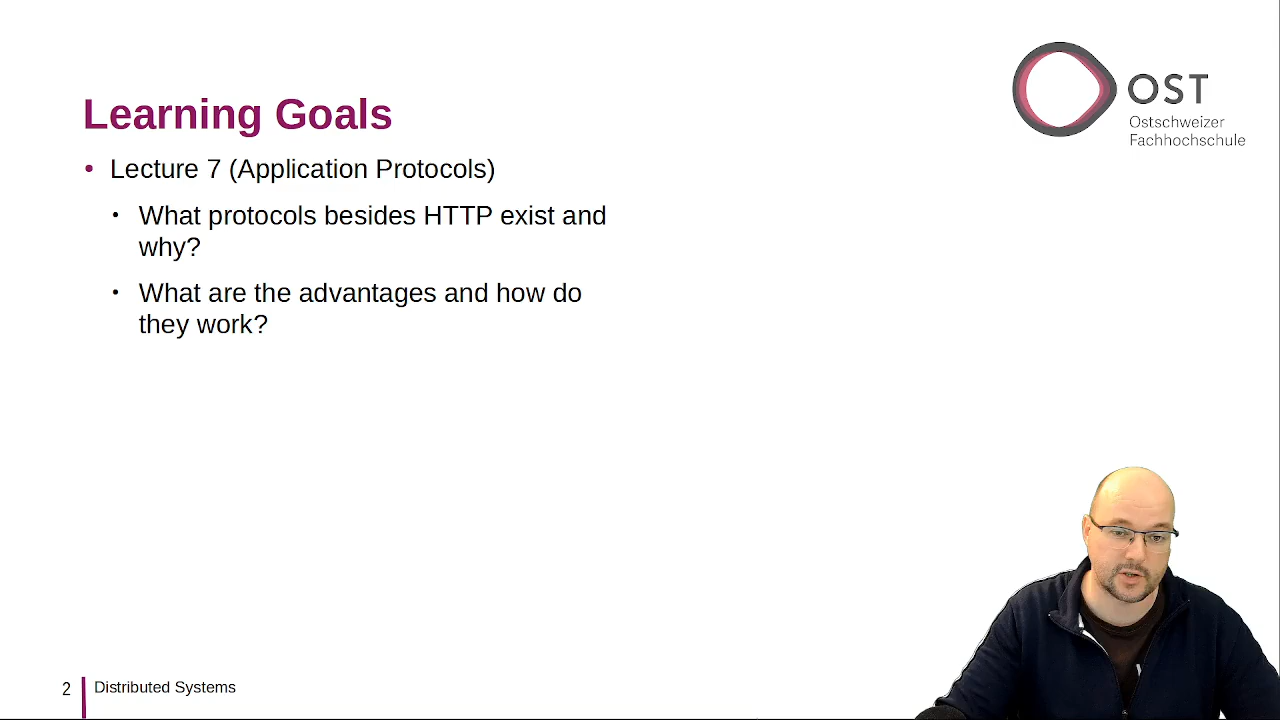 OST
Ostschweizer
Fachhochschule
Learning Goals
• Lecture 7 (Application Protocols)
• What protocols besides HTTP exist and
why?
• What are the advantages and how do
they work?
2 Distributed Systems